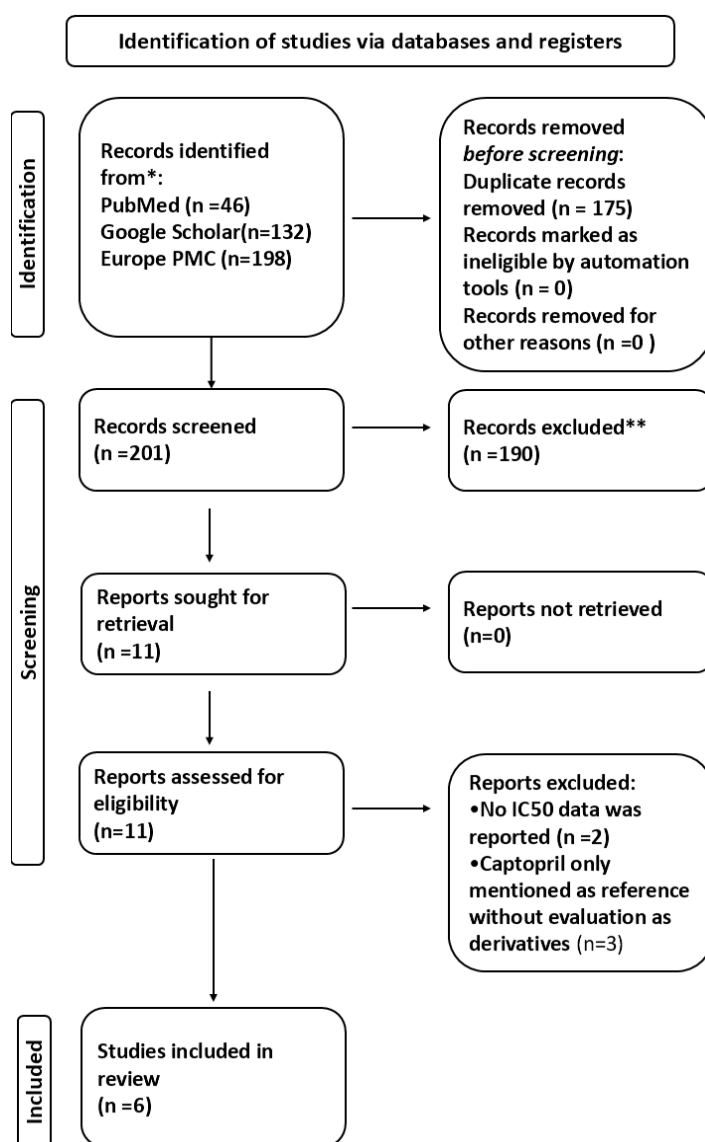 Identification of studies via databases and registers
Identification
Records identified
from*:
PubMed (n =46)
Google Scholar(n=132)
Europe PMC (n=198)
Records removed
before screening:
Duplicate records
removed (n = 175)
Records marked as
ineligible by automation
tools (n = 0)
Records removed for
other reasons (n =0 )
Screening
Records screened
(n =201)
Records excluded**
(n =190)
Reports sought for
retrieval
(n =11)
Reports not retrieved
(n=0)
Reports assessed for
eligibility
(n=11)
Reports excluded:
•No IC50 data was
reported (n =2)
•Captopril only
mentioned as reference
without evaluation as
derivatives (n=3)
Included
Studies included in
review
(n =6)